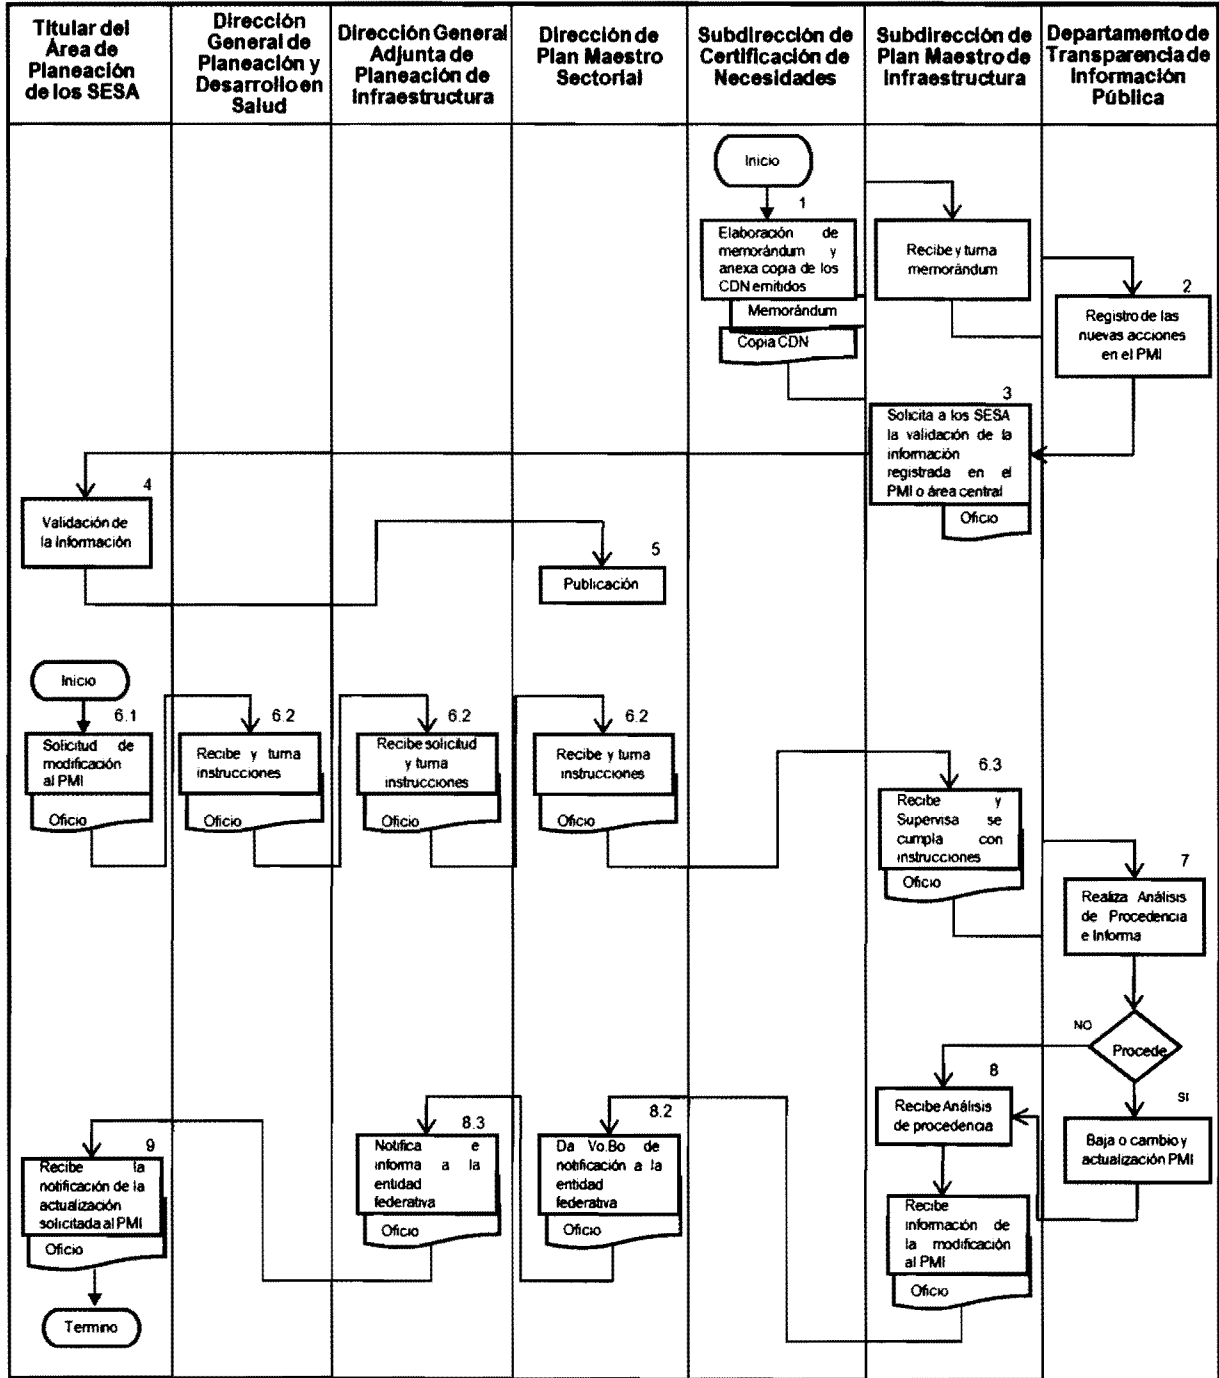 Titular del
Área de
Planeación
de los SESA
Dirección
General de
Planeación y
Desarrollo en
Salud
Dirección General
Adjunta de
Planeación de
Infraestructura
Dirección de
Plan Maestro
Sectorial
Subdirección de
Certificación de
Necesidades
Subdirección de
Plan Maestro de
Infraestructura
Departamento de
Transparencia de
Información
Pública
Inicio
1
Elaboración de
memorándum y
anexa copia de los
CDN emitidos
Memorándum
Copia CDN
Recibe y turna
memorándum
2
Registro de las
nuevas acciones
en el PMI
3
Solicita a los SESA
la validación de la
información
registrada en el
PMI o área central
Oficio
4
Validación de
la Información
5
Publicación
Inicio
6.1
Solicitud de
modificación
al PMI
Oficio
6.2
Recibe y turna
instrucciones
Oficio
6.2
Recibe solicitud
y turna
instrucciones
Oficio
6.2
Recibe y turna
instrucciones
Oficio
6.3
Recibe y
Supervisa se
cumpla con
instrucciones
Oficio
7
Realiza Análisis
de Procedencia
e Informa
NO
Procede
SI
8
Recibe Análisis
de procedencia
Baja o cambio y
actualización PMI
Recibe
información de
la modificación
al PMI
Oficio
8.2
Da Vo.Bo de
notificación a la
entidad
federativa
Oficio
8.3
Notifica e
informa a la
entidad
federativa
Oficio
9
Recibe la
notificación de la
actualización
solicitada al PMI
Oficio
Termino